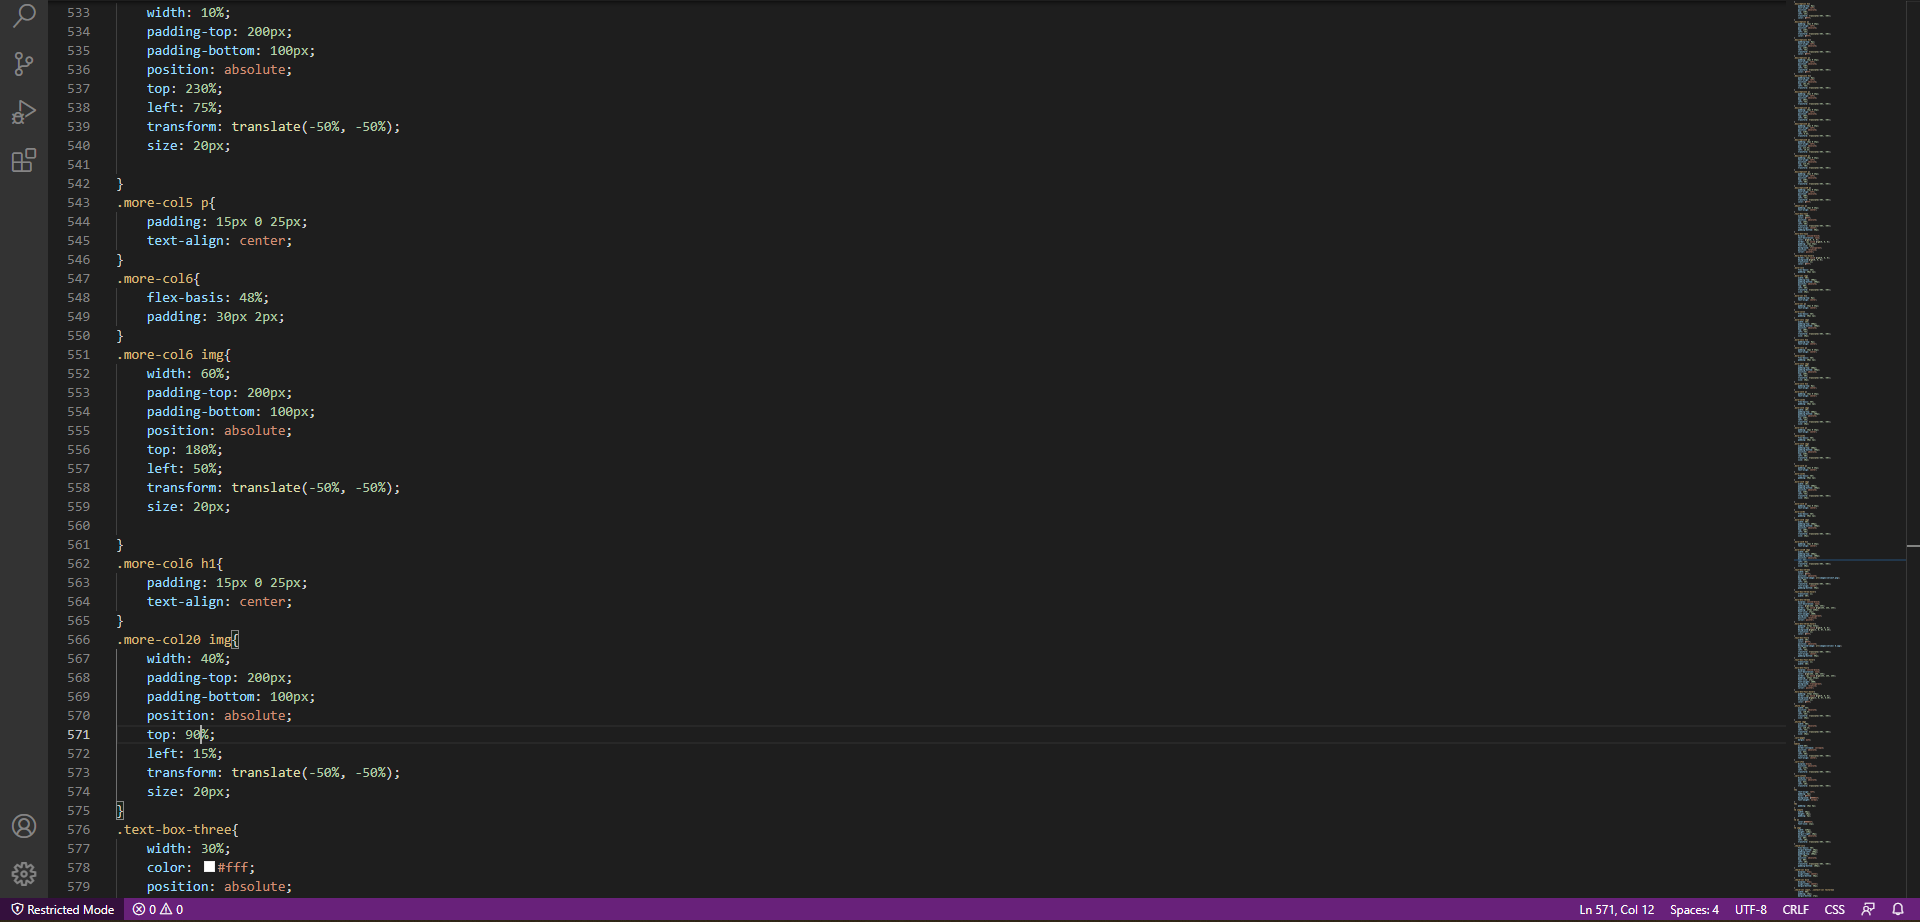 533 width: 10%;
534 padding-top: 200px;
535 padding-bottom: 100px;
536 position: absolute;
537 top: 230%;
538 left: 75%;
539 transform: translate(-50%, -50%);
540 size: 20px;
541
542 }
543 .more-col5 p{
544 padding: 15px 0 25px;
545 text-align: center;
546 }
547 .more-col6{
548 flex-basis: 48%;
549 padding: 30px 2px;
550 }
551 .more-col6 img{
552 width: 60%;
553 padding-top: 200px;
554 padding-bottom: 100px;
555 position: absolute;
556 top: 180%;
557 left: 50%;
558 transform: translate(-50%, -50%);
559 size: 20px;
560
561 }
562 .more-col6 h1{
563 padding: 15px 0 25px;
564 text-align: center;
565 }
566 .more-col20 img{
567 width: 40%;
568 padding-top: 200px;
569 padding-bottom: 100px;
570 position: absolute;
571 top: 90%;
572 left: 15%;
573 transform: translate(-50%, -50%);
574 size: 20px;
575 }
576 .text-box-three{
577 width: 30%;
578 color: #fff;
579 position: absolute;
Restricted Mode 0 0 Ln 571, Col 12 Spaces: 4 UTF-8 CRLF CSS